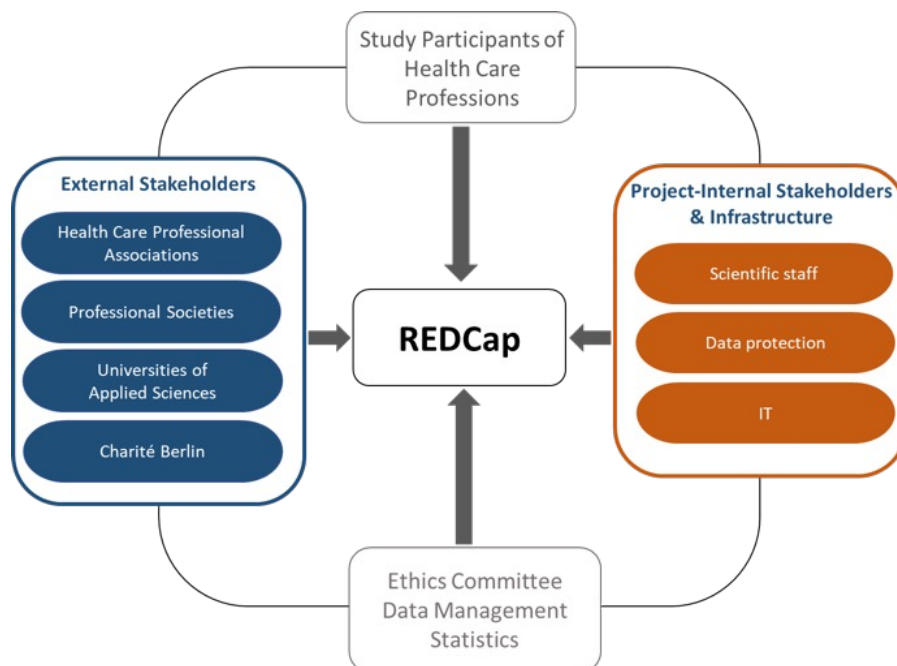 Study Participants of
Health Care
Professions
External Stakeholders
Health Care Professional
Associations
Professional Societies
Universities of
Applied Sciences
Charité Berlin
REDCap
Project-Internal Stakeholders
& Infrastructure
Scientific staff
Data protection
IT
Ethics Committee
Data Management
Statistics